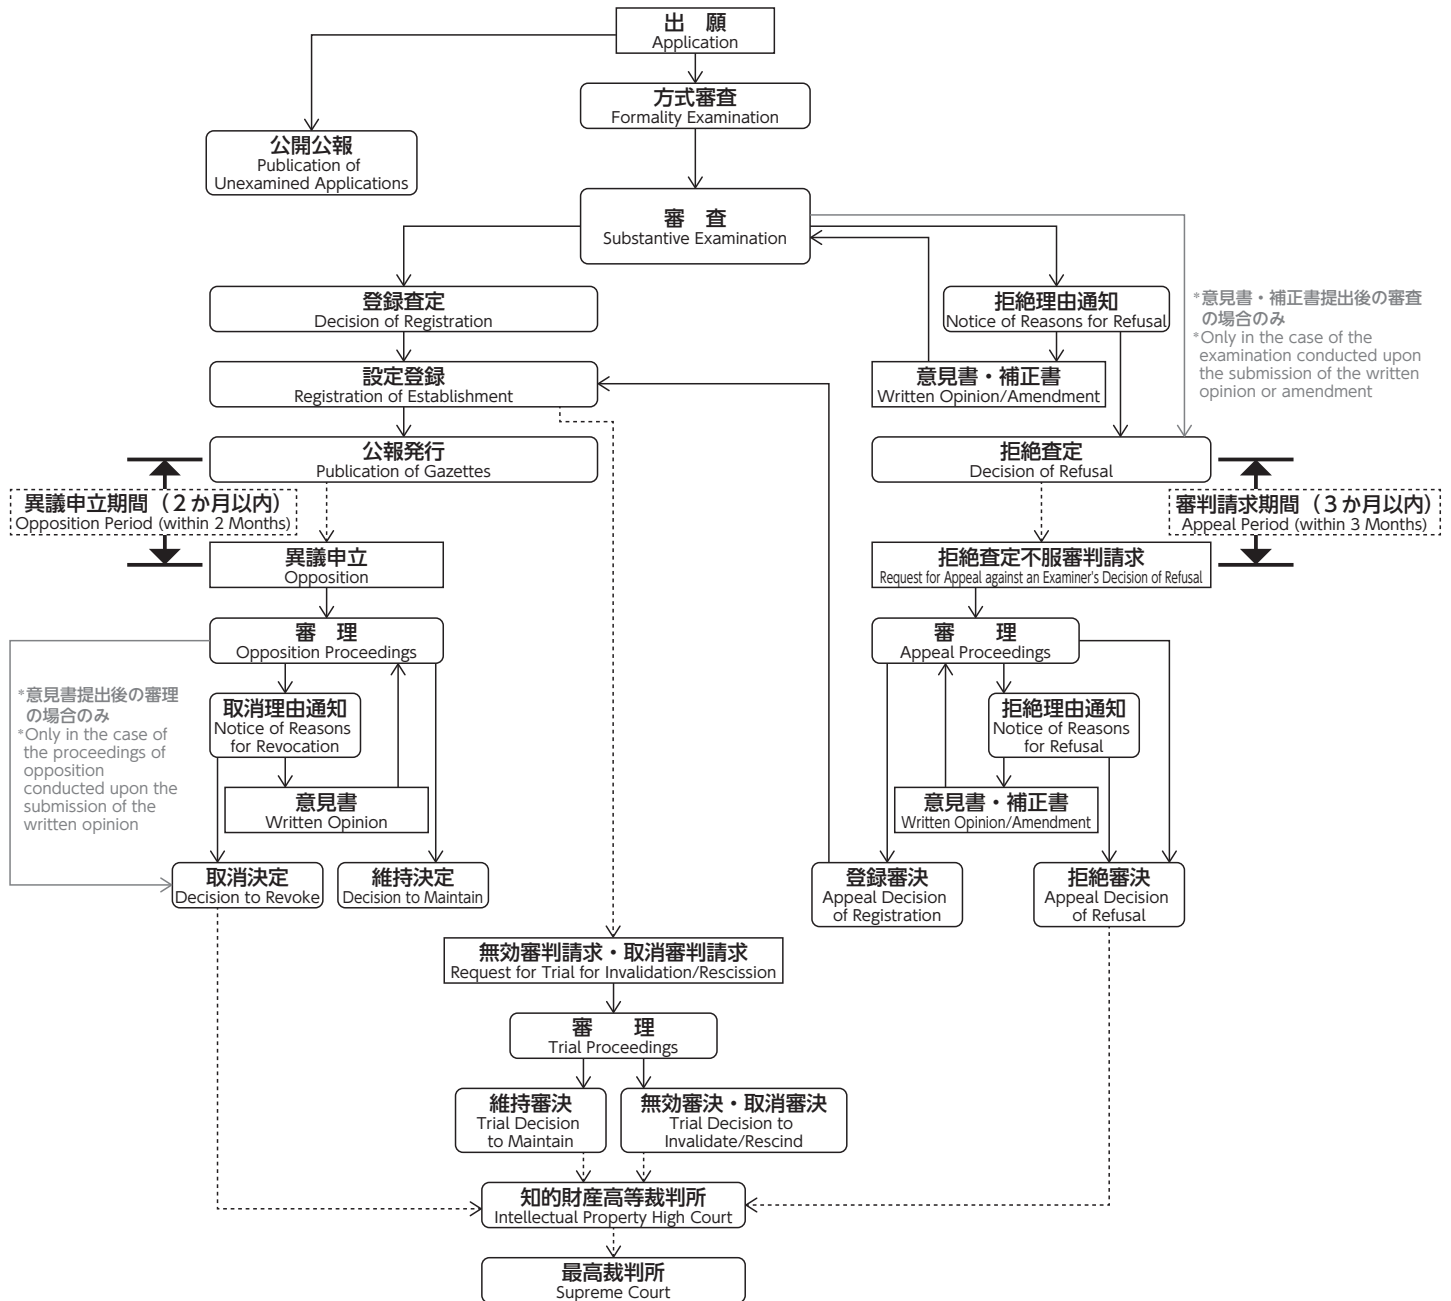 出　願
Application
方式審査
Formality Examination
公開公報
Publication of
Unexamined Applications
審　査
Substantive Examination
登録査定
Decision of Registration
拒絶理由通知
Notice of Reasons for Refusal
*意見書・補正書提出後の審査
の場合のみ
*Only in the case of the
examination conducted upon
the submission of the written
opinion or amendment
設定登録
Registration of Establishment
意見書・補正書
Written Opinion/Amendment
公報発行
Publication of Gazettes
拒絶査定
Decision of Refusal
異議申立期間（２か月以内）
Opposition Period (within 2 Months)
審判請求期間（３か月以内）
Appeal Period (within 3 Months)
異議申立
Opposition
拒絶査定不服審判請求
Request for Appeal against an Examiner's Decision of Refusal
審　理
Opposition Proceedings
審　理
Appeal Proceedings
*意見書提出後の審理
の場合のみ
*Only in the case of
the proceedings of
opposition
conducted upon the
submission of the
written opinion
取消理由通知
Notice of Reasons
for Revocation
拒絶理由通知
Notice of Reasons
for Refusal
意見書
Written Opinion
意見書・補正書
Written Opinion/Amendment
取消決定
Decision to Revoke
維持決定
Decision to Maintain
登録審決
Appeal Decision
of Registration
拒絶審決
Appeal Decision
of Refusal
無効審判請求・取消審判請求
Request for Trial for Invalidation/Rescission
審　理
Trial Proceedings
維持審決
Trial Decision
to Maintain
無効審決・取消審決
Trial Decision to
Invalidate/Rescind
知的財産高等裁判所
Intellectual Property High Court
最高裁判所
Supreme Court